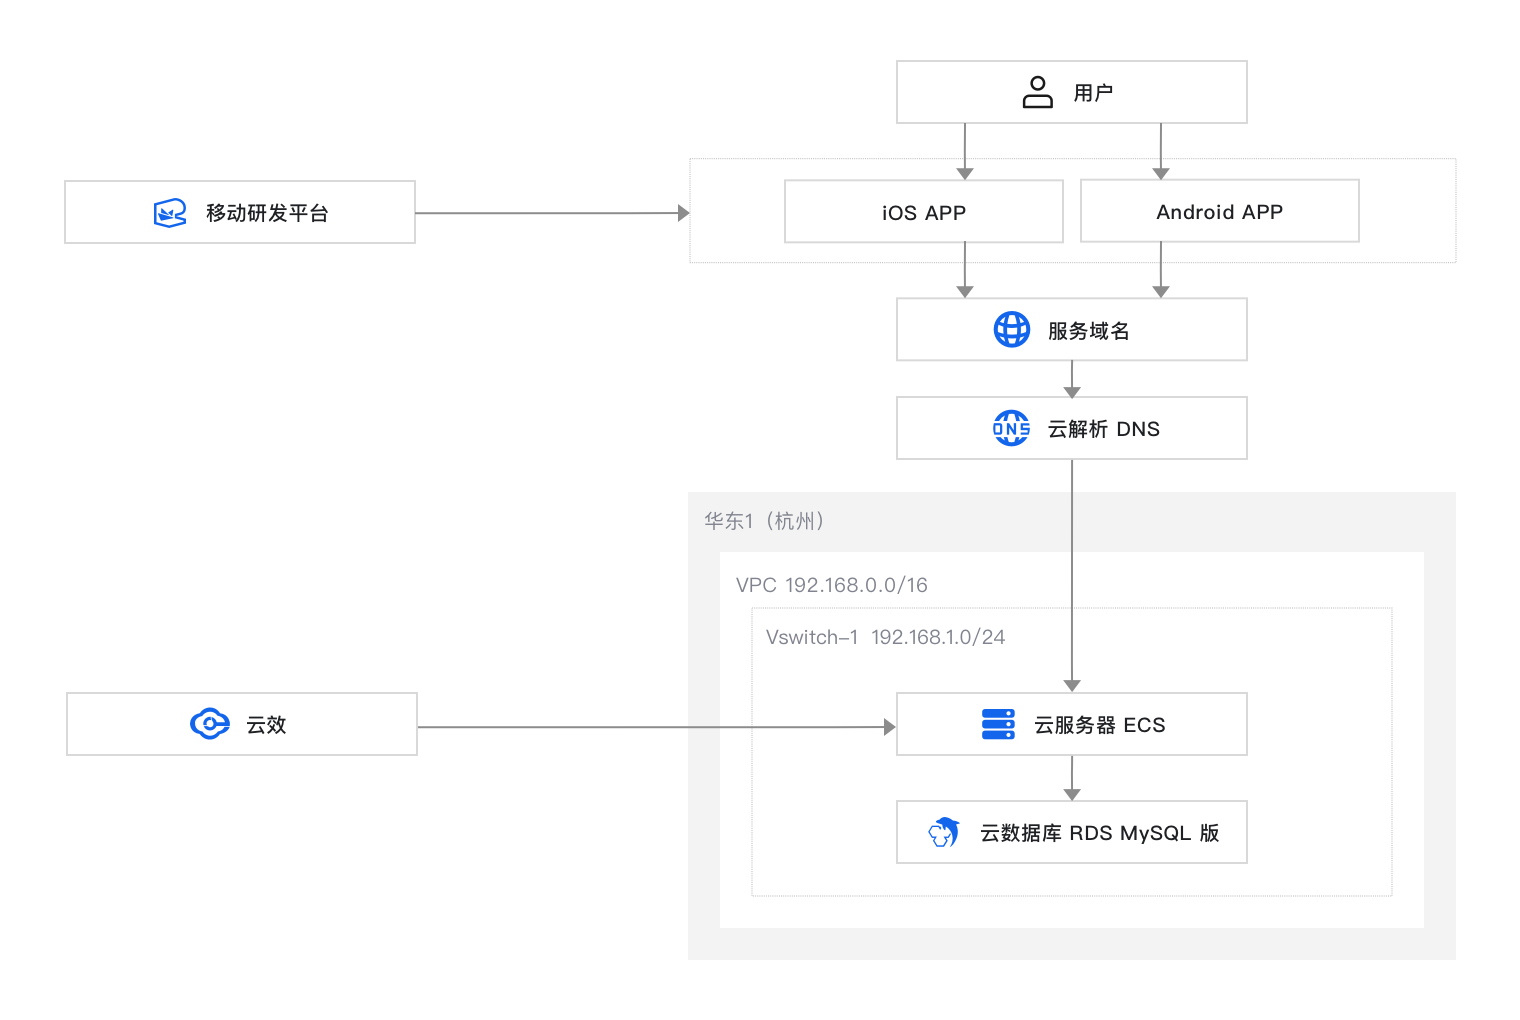 用户
移动研发平台
iOS APP
Android APP
服务域名
DNS
云解析 DNS
华东1（杭州）
VPC 192.168.0.0/16
Vswitch-1 192.168.1.0/24
云效
云服务器 ECS
云数据库 RDS MySQL 版